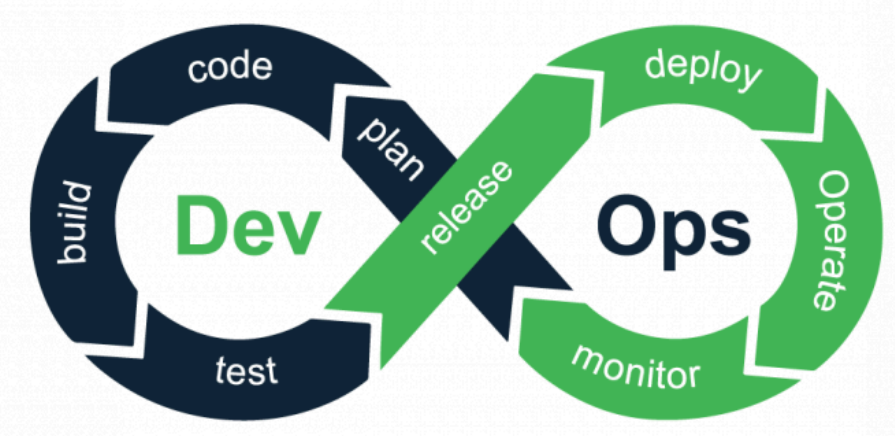 code
deploy
plan
build
Dev
release
Ops
Operate
test
monitor